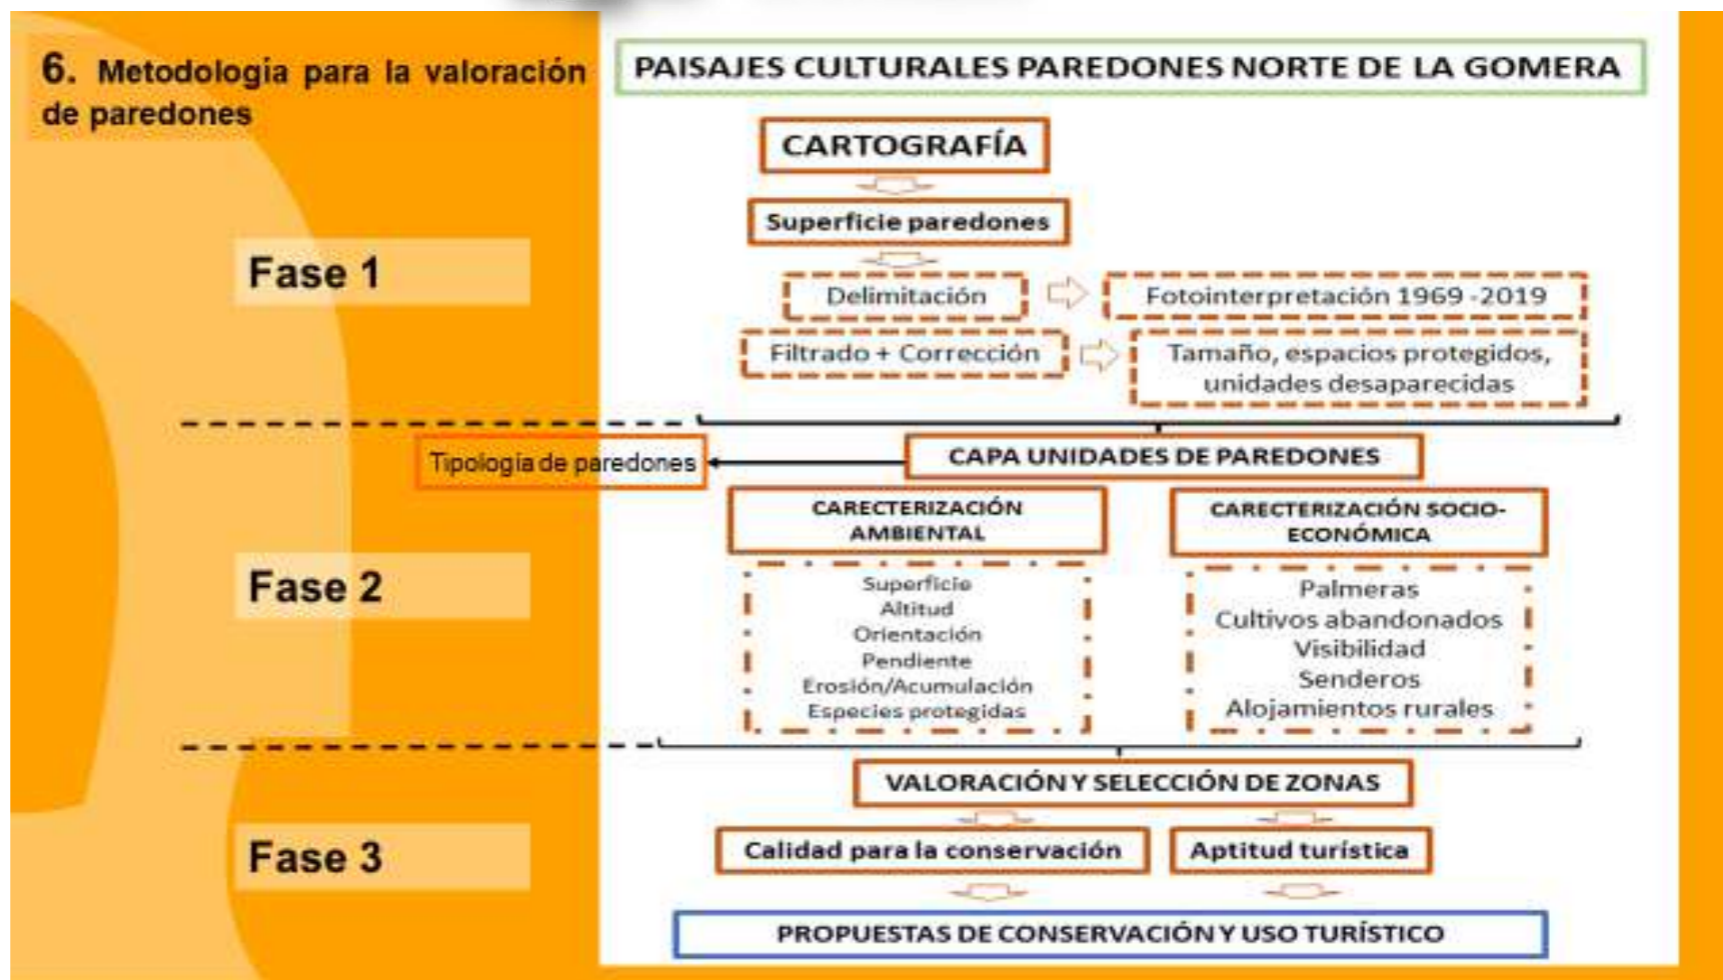 6. Metodología para la valoración
de paredones
PAISAJES CULTURALES PAREDONES NORTE DE LA GOMERA
CARTOGRAFÍA
Superficie paredones
Fase 1
Delimitación
Fotointerpretación 1969 -2019
Filtrado + Corrección
Tamaño, espacios protegidos,
unidades desaparecidas
Tipología de paredones
CAPA UNIDADES DE PAREDONES
Fase 2
CARECTERIZACIÓN
AMBIENTAL
Superficie
Altitud
Orientación
Pendiente
Erosión/Acumulación
Especies protegidas
CARECTERIZACIÓN SOCIO-
ECONÓMICA
Palmeras
Cultivos abandonados
Visibilidad
Senderos
Alojamientos rurales
Fase 3
VALORACIÓN Y SELECCIÓN DE ZONAS
Calidad para la conservación
Aptitud turística
PROPUESTAS DE CONSERVACIÓN Y USO TURÍSTICO